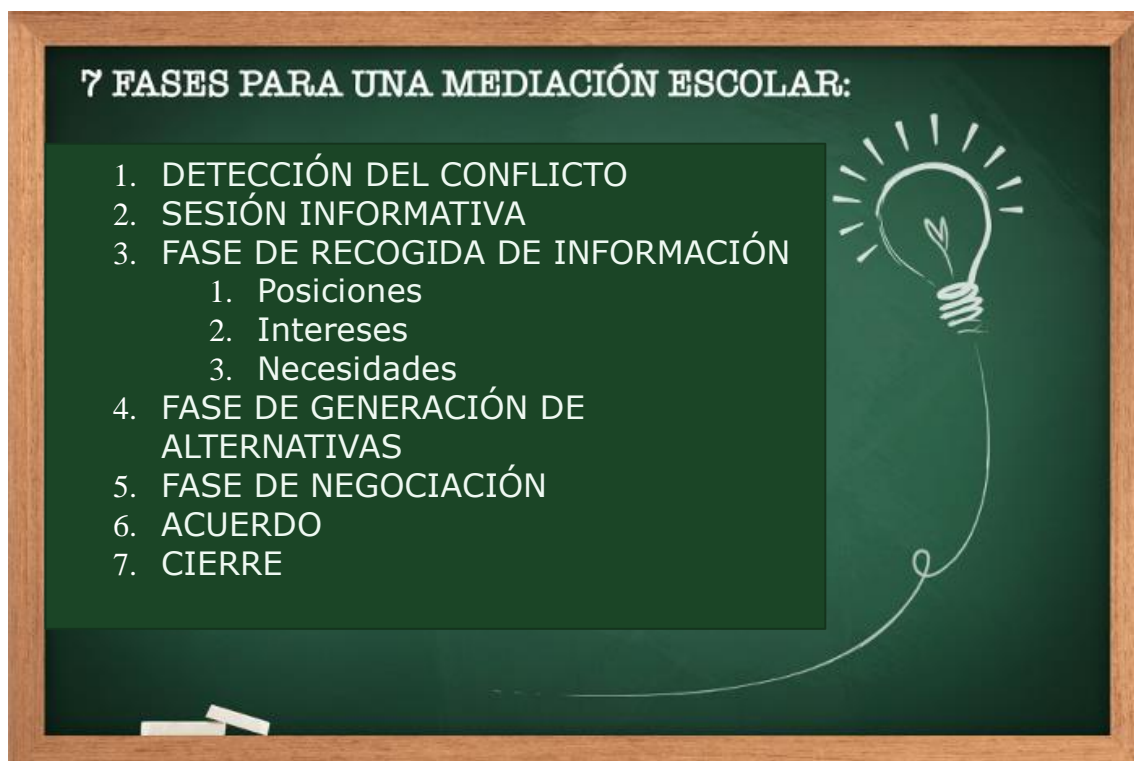 7 FASES PARA UNA MEDIACIÓN ESCOLAR:
1. DETECCIÓN DEL CONFLICTO
2. SESIÓN INFORMATIVA
3. FASE DE RECOGIDA DE INFORMACIÓN
1. Posiciones
2. Intereses
3. Necesidades
4. FASE DE GENERACIÓN DE
ALTERNATIVAS
5. FASE DE NEGOCIACIÓN
6. ACUERDO
7. CIERRE